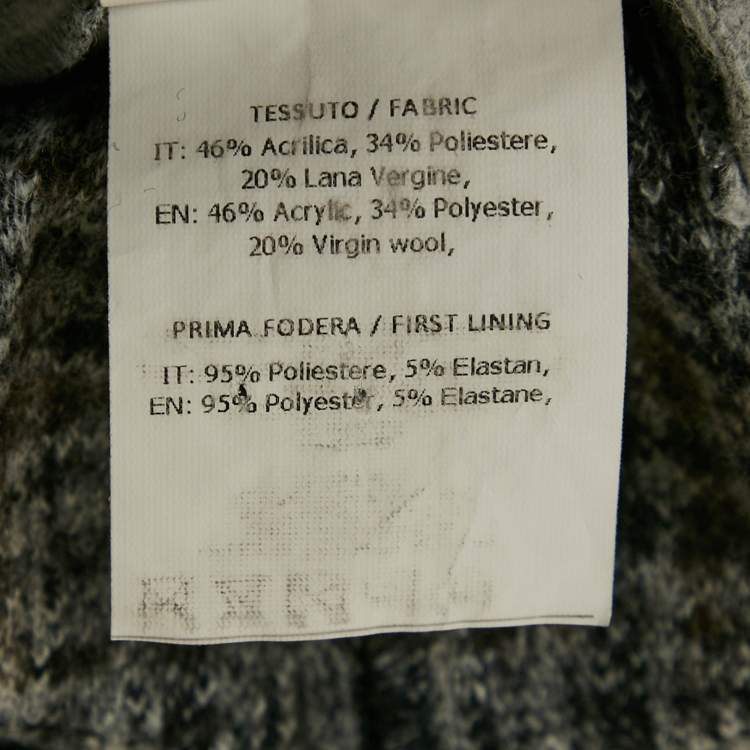 TESSUTO / FABRIC
IT: 46% Acrilica, 34% Poliestere,
20% Lana Vergine,
EN: 46% Acrylic, 34% Polyester,
20% Virgin wool,
PRIMA FODERA / FIRST LINING
IT: 95% Poliestere, 5% Elastan,
EN: 95% Polyester, 5% Elastane,